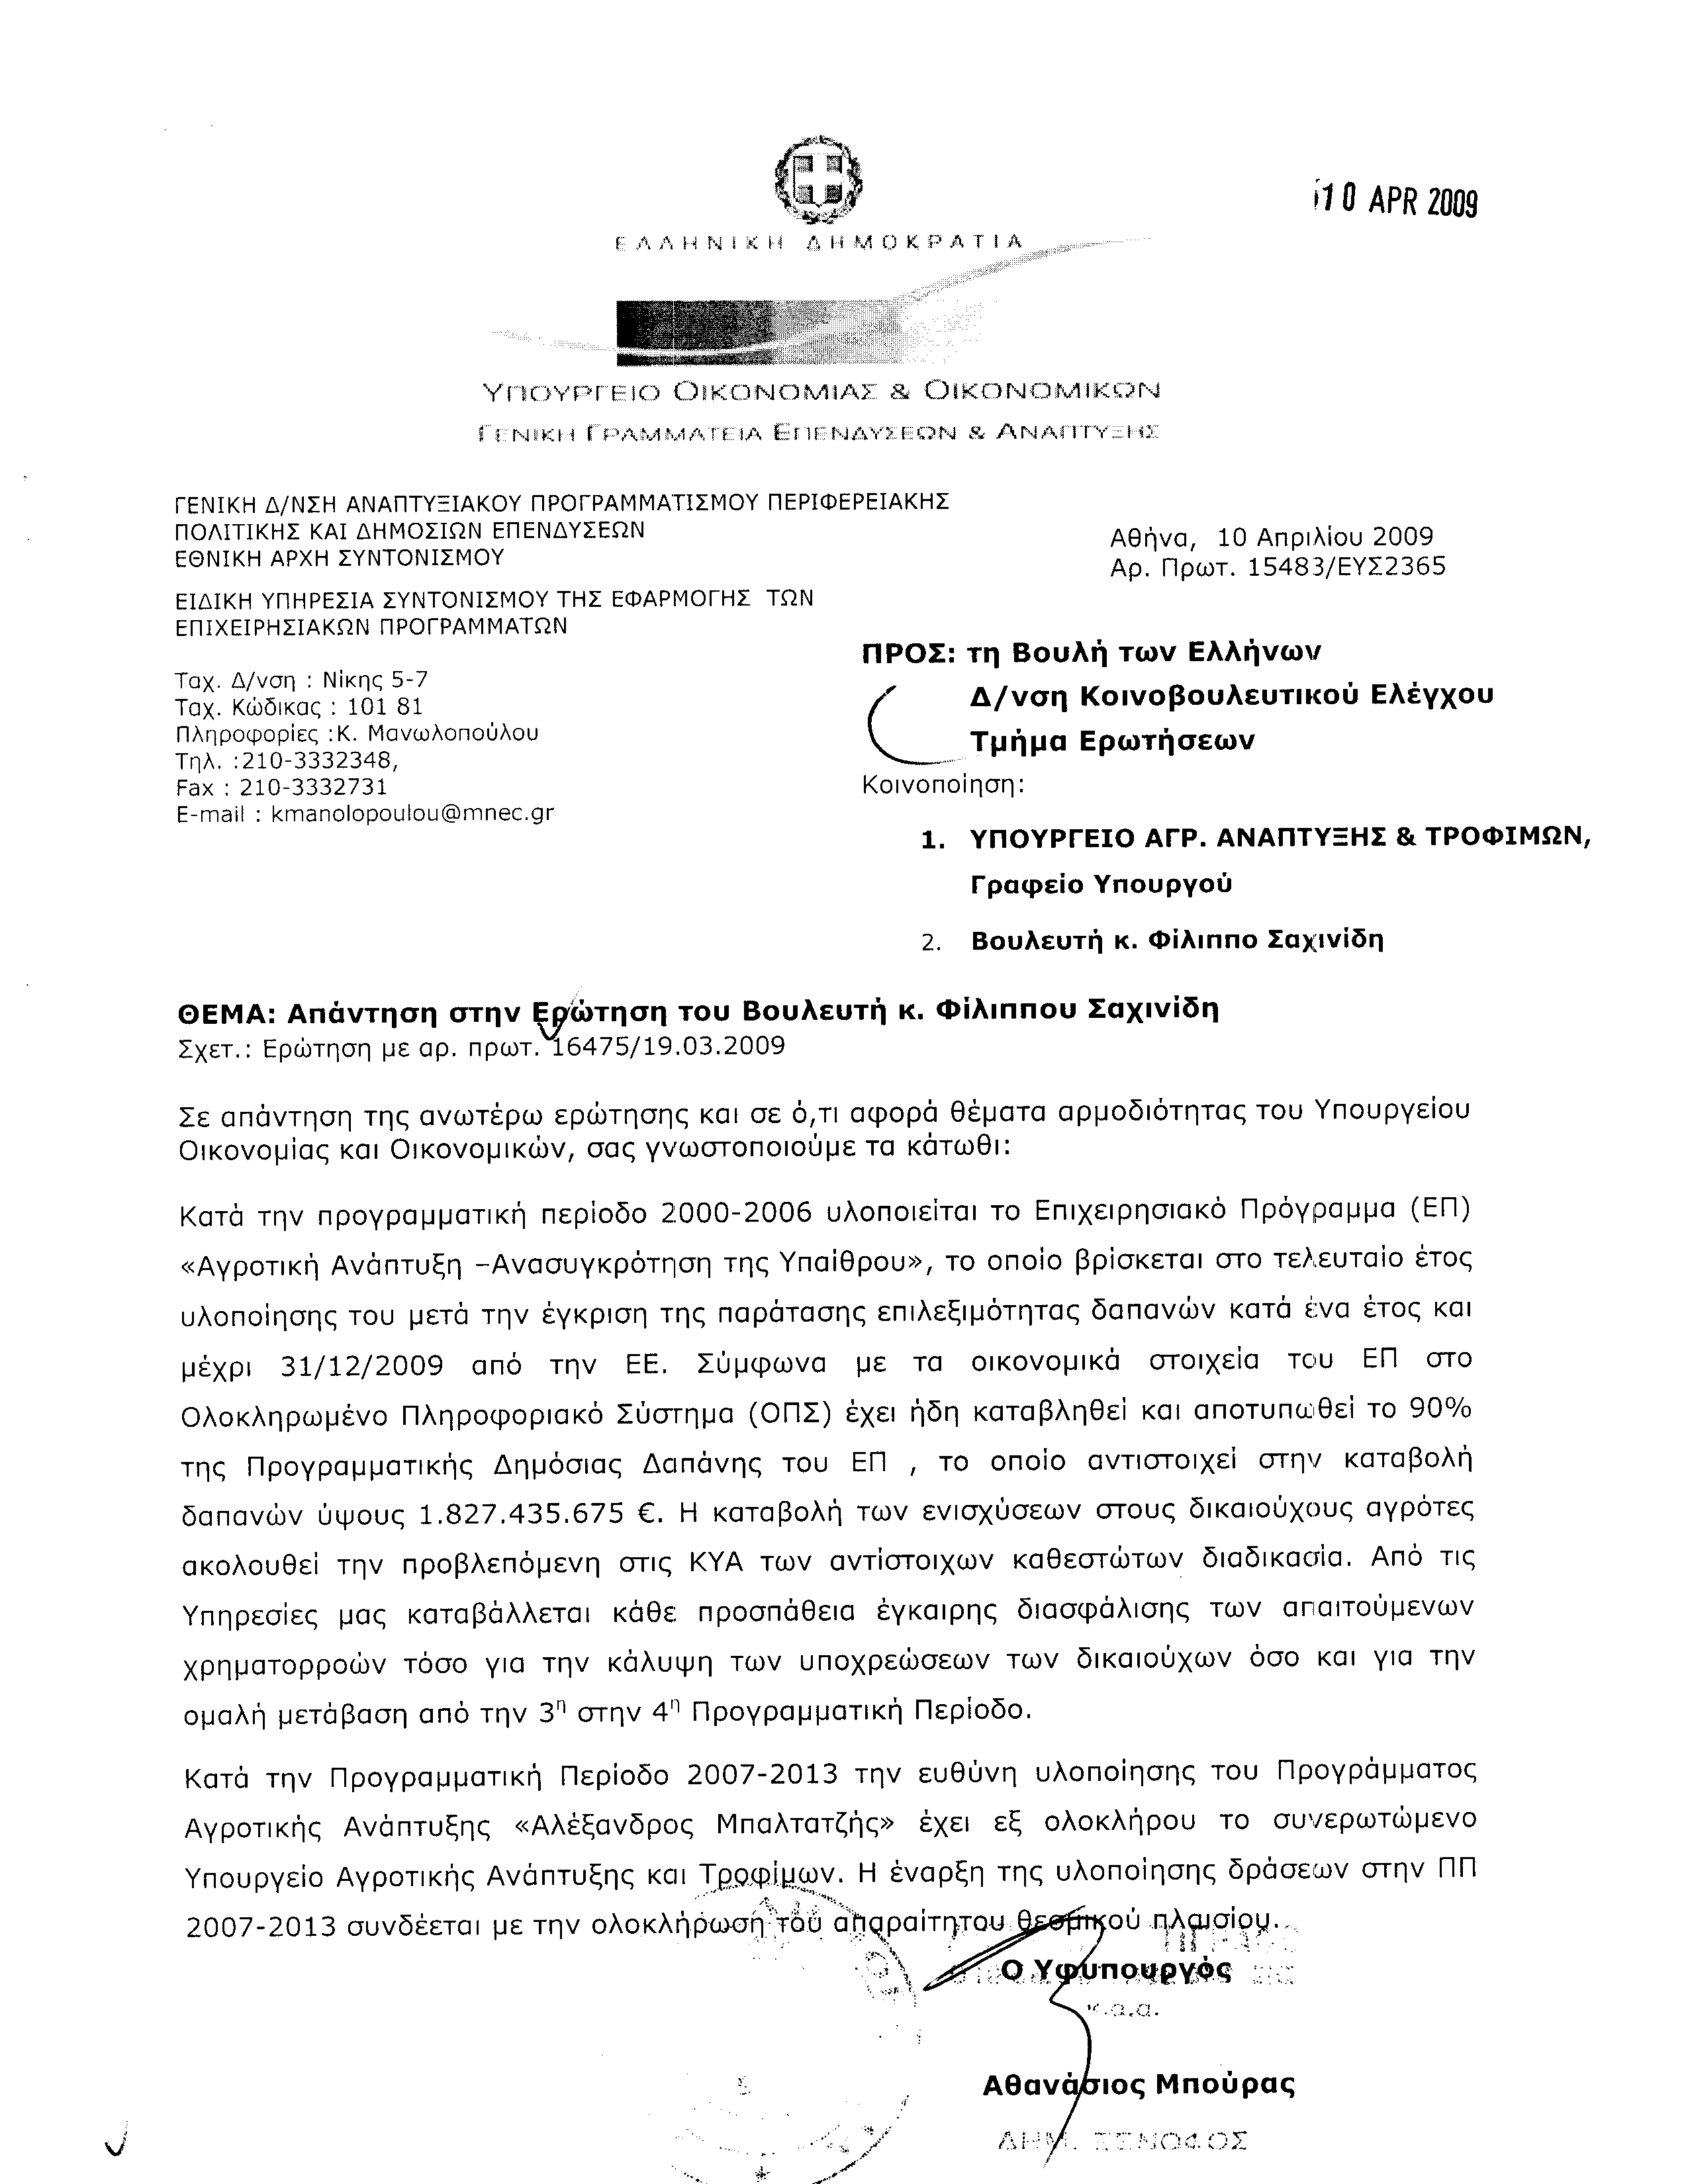 10 APR 2009
ΕΛΛΗΝΙΚΗ ΔΗΜΟΚΡΑΤΙΑ
ΥΠΟΥΡΓΕΙΟ ΟΙΚΟΝΟΜΙΑΣ & ΟΙΚΟΝΟΜΙΚΩΝ
ΓΕΝΙΚΗ ΓΡΑΜΜΑΤΕΙΑ ΕΠΕΝΔΥΣΕΩΝ & ΑΝΑΠΤΥΞΗΣ
ΓΕΝΙΚΗ Δ/ΝΣΗ ΑΝΑΠΤΥΞΙΑΚΟΥ ΠΡΟΓΡΑΜΜΑΤΙΣΜΟΥ ΠΕΡΙΦΕΡΕΙΑΚΗΣ
ΠΟΛΙΤΙΚΗΣ ΚΑΙ ΔΗΜΟΣΙΩΝ ΕΠΕΝΔΥΣΕΩΝ
ΕΘΝΙΚΗ ΑΡΧΗ ΣΥΝΤΟΝΙΣΜΟΥ
ΕΙΔΙΚΗ ΥΠΗΡΕΣΙΑ ΣΥΝΤΟΝΙΣΜΟΥ ΤΗΣ ΕΦΑΡΜΟΓΗΣ ΤΩΝ
ΕΠΙΧΕΙΡΗΣΙΑΚΩΝ ΠΡΟΓΡΑΜΜΑΤΩΝ
Ταχ. Δ/νση : Νίκης 5-7
Ταχ. Κώδικας : 101 81
Πληροφορίες :Κ. Μανωλοπούλου
Τηλ. :210-3332348,
Fax : 210-3332731
E-mail : kmanolopoulou@mnec.gr
Αθήνα, 10 Απριλίου 2009
Αρ. Πρωτ. 15483/ΕΥΣ2365
ΠΡΟΣ: τη Βουλή των Ελλήνων
Δ/νση Κοινοβουλευτικού Ελέγχου
Τμήμα Ερωτήσεων
Κοινοποίηση:
1. ΥΠΟΥΡΓΕΙΟ ΑΓΡ. ΑΝΑΠΤΥΞΗΣ & ΤΡΟΦΙΜΩΝ,
Γραφείο Υπουργού
2. Βουλευτή κ. Φίλιππο Σαχινίδη
ΘΕΜΑ: Απάντηση στην Ερώτηση του Βουλευτή κ. Φίλιππου Σαχινίδη
Σχετ.: Ερώτηση με αρ. πρωτ. 16475/19.03.2009
Σε απάντηση της ανωτέρω ερώτησης και σε ό,τι αφορά θέματα αρμοδιότητας του Υπουργείου
Οικονομίας και Οικονομικών, σας γνωστοποιούμε τα κάτωθι:
Κατά την προγραμματική περίοδο 2000-2006 υλοποιείται το Επιχειρησιακό Πρόγραμμα (ΕΠ)
«Αγροτική Ανάπτυξη –Ανασυγκρότηση της Υπαίθρου», το οποίο βρίσκεται στο τελευταίο έτος
υλοποίησης του μετά την έγκριση της παράτασης επιλεξιμότητας δαπανών κατά ένα έτος και
μέχρι 31/12/2009 από την ΕΕ. Σύμφωνα με τα οικονομικά στοιχεία του ΕΠ στο
Ολοκληρωμένο Πληροφοριακό Σύστημα (ΟΠΣ) έχει ήδη καταβληθεί και αποτυπωθεί το 90%
της Προγραμματικής Δημόσιας Δαπάνης του ΕΠ , το οποίο αντιστοιχεί στην καταβολή
δαπανών ύψους 1.827.435.675 €. Η καταβολή των ενισχύσεων στους δικαιούχους αγρότες
ακολουθεί την προβλεπόμενη στις ΚΥΑ των αντίστοιχων καθεστώτων διαδικασία. Από τις
Υπηρεσίες μας καταβάλλεται κάθε προσπάθεια έγκαιρης διασφάλισης των απαιτούμενων
χρηματορροών τόσο για την κάλυψη των υποχρεώσεων των δικαιούχων όσο και για την
ομαλή μετάβαση από την 3η στην 4η Προγραμματική Περίοδο.
Κατά την Προγραμματική Περίοδο 2007-2013 την ευθύνη υλοποίησης του Προγράμματος
Αγροτικής Ανάπτυξης «Αλέξανδρος Μπαλτατζής» έχει εξ ολοκλήρου το συνερωτώμενο
Υπουργείο Αγροτικής Ανάπτυξης και Τροφίμων. Η έναρξη της υλοποίησης δράσεων στην ΠΠ
2007-2013 συνδέεται με την ολοκλήρωση του απαραίτητου θεσμικού πλαισίου.
Ο Υφυπουργός
κ.α.α.
Αθανάσιος Μπούρας